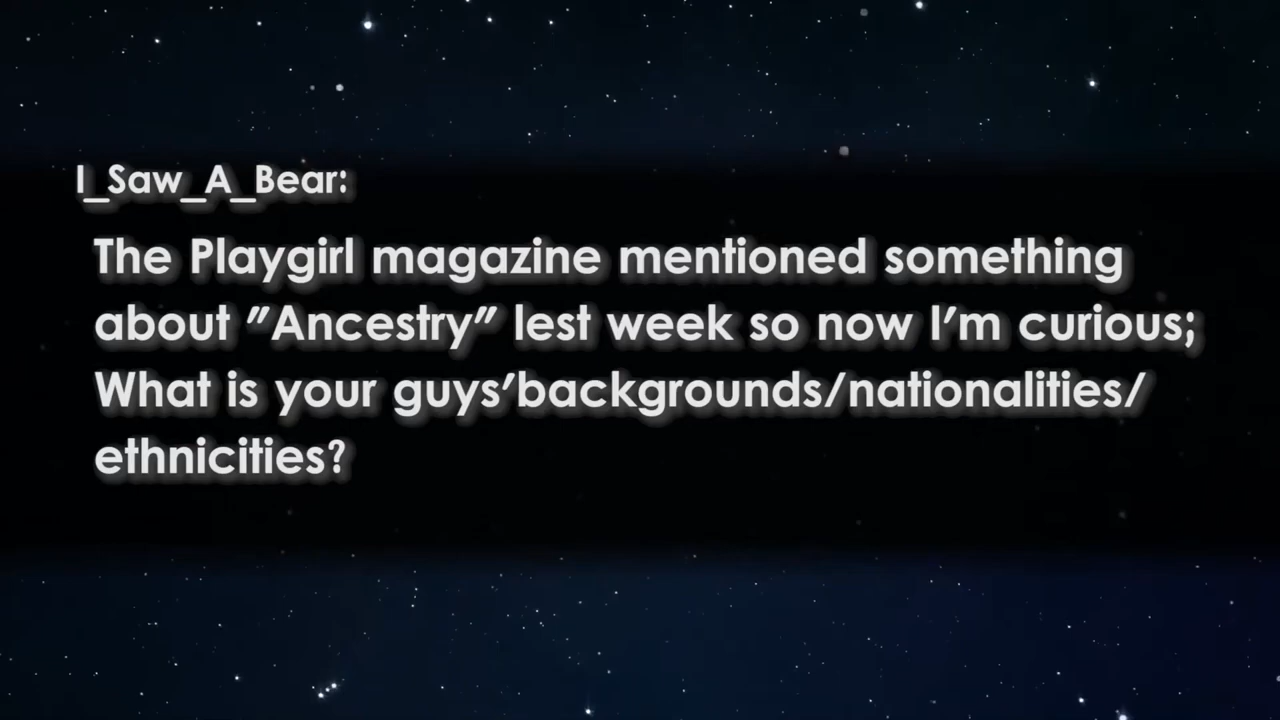 I_Saw_A_Bear:
The Playgirl magazine mentioned something
about "Ancestry" lest week so now I'm curious;
What is your guys'backgrounds/nationalities/
ethnicities?